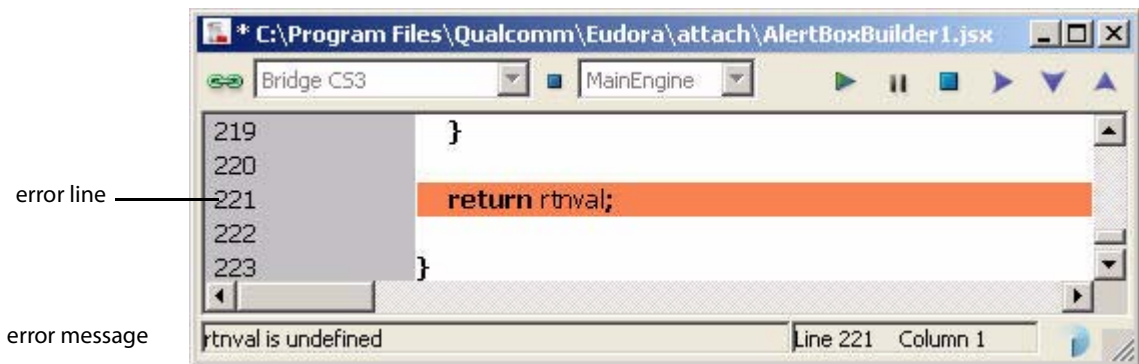 * C:\Program Files\Qualcomm\Eudora\attach\AlertBoxBuilder1.jsx
Bridge CS3 MainEngine
219 }
220
error line 221 return rtnval;
222
223 }
error message rtnval is undefined Line 221 Column 1